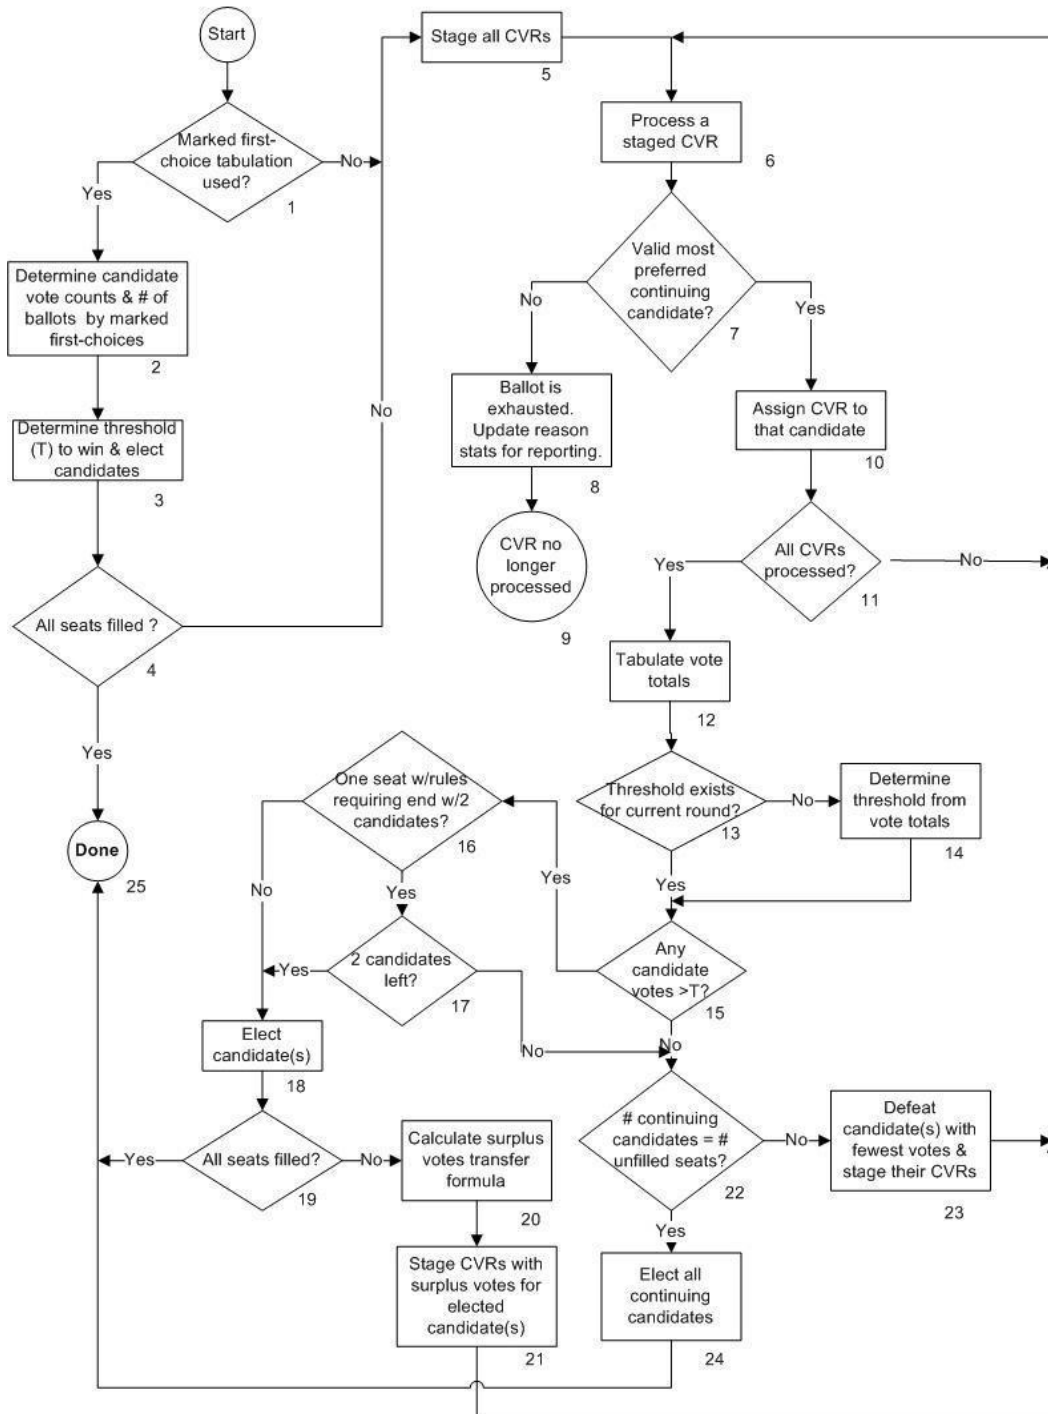 Start
Marked first-
choice tabulation
used?
1
Yes
No
Determine candidate
vote counts & # of
ballots by marked
first-choices
2
Determine threshold
(T) to win & elect
candidates
3
All seats filled ?
4
No
Yes
Done
25
Stage all CVRs
5
Process a
staged CVR
6
Valid most
preferred
continuing
candidate?
7
No
Yes
Ballot is
exhausted.
Update reason
stats for reporting.
8
CVR no
longer
processed
9
Assign CVR to
that candidate
10
All CVRs
processed?
11
Yes
No
Tabulate vote
totals
12
Threshold exists
for current round?
13
No
Yes
Determine
threshold from
vote totals
14
Any
candidate
votes >T?
15
Yes
No
One seat w/rules
requiring end w/2
candidates?
16
No
Yes
2 candidates
left?
17
Yes
No
Elect
candidate(s)
18
All seats filled?
19
Yes
No
Calculate surplus
votes transfer
formula
20
Stage CVRs with
surplus votes for
elected
candidate(s)
21
# continuing
candidates = #
unfilled seats?
22
No
Yes
Defeat
candidate(s) with
fewest votes &
stage their CVRs
23
Elect all
continuing
candidates
24